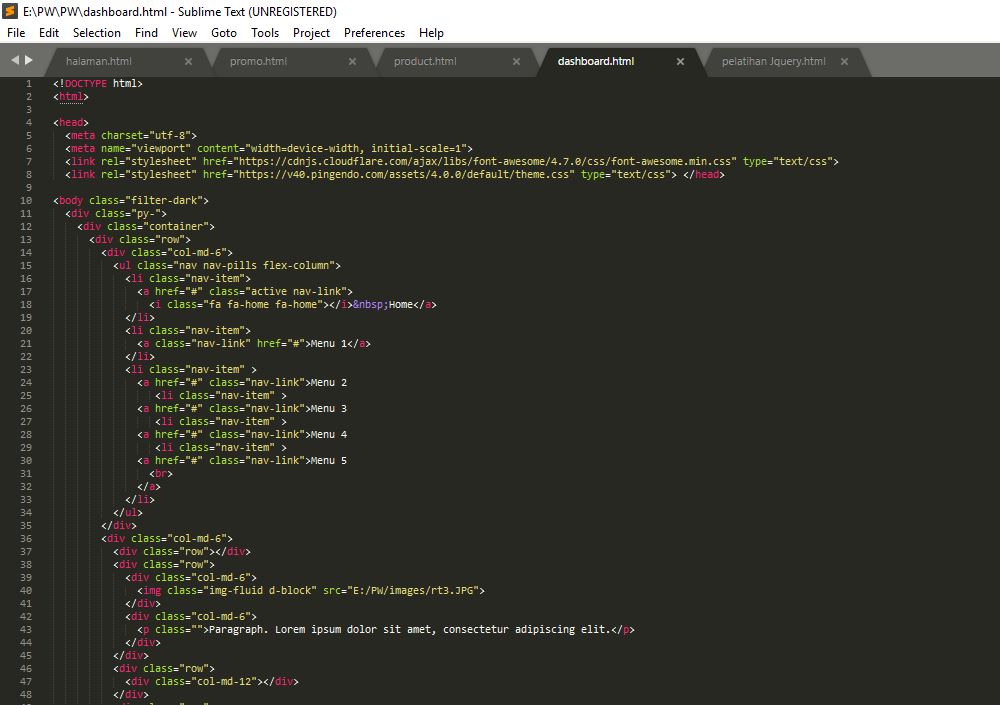 E:\PW\PW\dashboard.html - Sublime Text (UNREGISTERED)
File Edit Selection Find View Goto Tools Project Preferences Help
halaman.html × promo.html × product.html × dashboard.html × pelatihan Jquery.html ×
1 <!DOCTYPE html>
2 <html>
3
4 <head>
5 <meta charset="utf-8">
6 <meta name="viewport" content="width=device-width, initial-scale=1">
7 <link rel="stylesheet" href="https://cdnjs.cloudflare.com/ajax/libs/font-awesome/4.7.0/css/font-awesome.min.css" type="text/css">
8 <link rel="stylesheet" href="https://v40.pingendo.com/assets/4.0.0/default/theme.css" type="text/css"> </head>
9
10 <body class="filter-dark">
11 <div class="py-">
12 <div class="container">
13 <div class="row">
14 <div class="col-md-6">
15 <ul class="nav nav-pills flex-column">
16 <li class="nav-item">
17 <a href="#" class="active nav-link">
18 <i class="fa fa-home fa-home"></i>&nbsp;Home</a>
19 </li>
20 <li class="nav-item">
21 <a class="nav-link" href="#">Menu 1</a>
22 </li>
23 <li class="nav-item" >
24 <a href="#" class="nav-link">Menu 2
25 <li class="nav-item" >
26 <a href="#" class="nav-link">Menu 3
27 <li class="nav-item" >
28 <a href="#" class="nav-link">Menu 4
29 <li class="nav-item" >
30 <a href="#" class="nav-link">Menu 5
31 <br>
32 </a>
33 </li>
34 </ul>
35 </div>
36 <div class="col-md-6">
37 <div class="row"></div>
38 <div class="row">
39 <div class="col-md-6">
40 <img class="img-fluid d-block" src="E:/PW/images/rt3.JPG">
41 </div>
42 <div class="col-md-6">
43 <p class="">Paragraph. Lorem ipsum dolor sit amet, consectetur adipiscing elit.</p>
44 </div>
45 </div>
46 <div class="row">
47 <div class="col-md-12"></div>
48 </div>